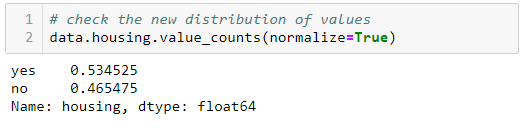 1 # check the new distribution of values
2 data.housing.value_counts(normalize=True)
yes 0.534525
no 0.465475
Name: housing, dtype: float64